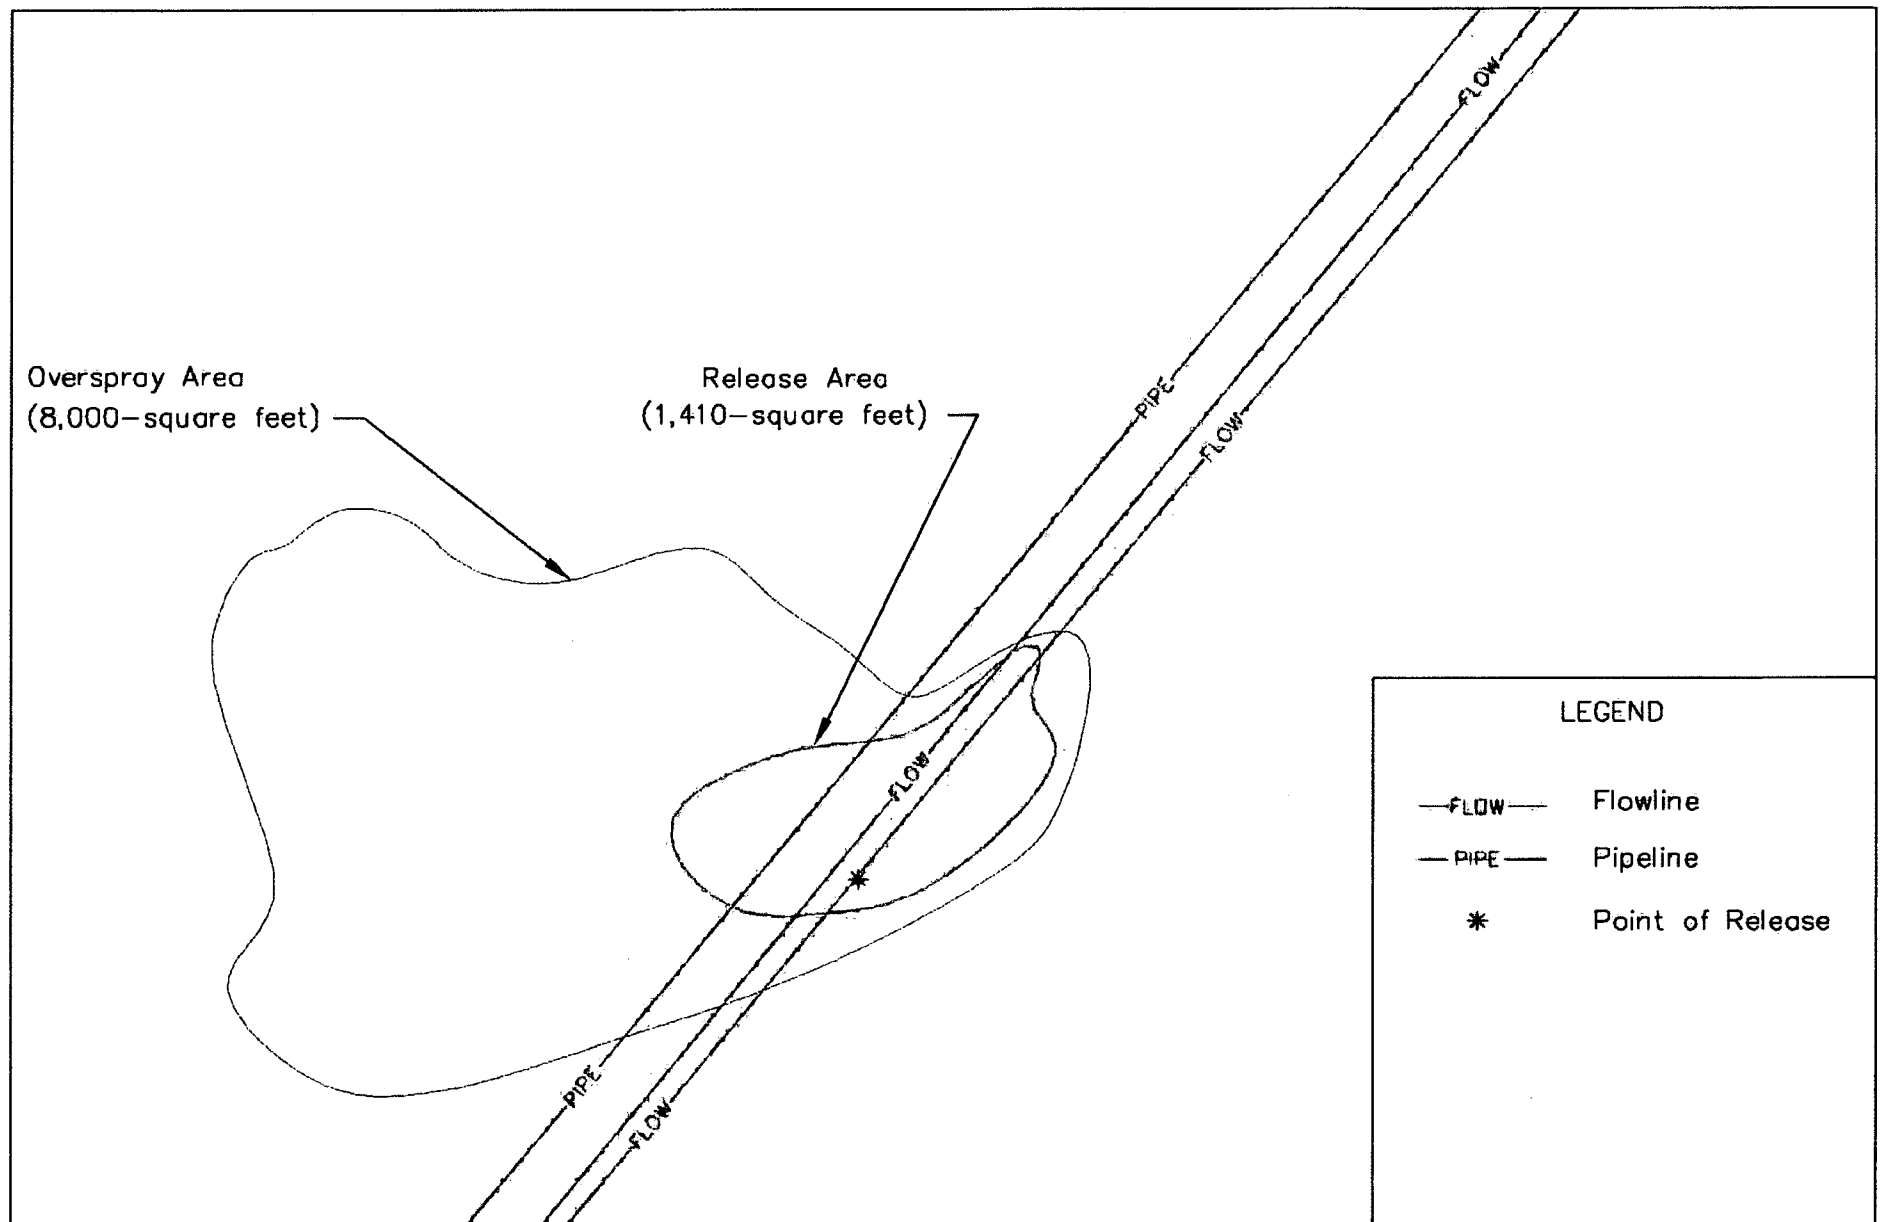 FLOW
Overspray Area
(8,000-square feet)
Release Area
(1,410-square feet)
PIPE
FLOW
FLOW
PIPE
FLOW
LEGEND
FLOW Flowline
PIPE Pipeline
* Point of Release